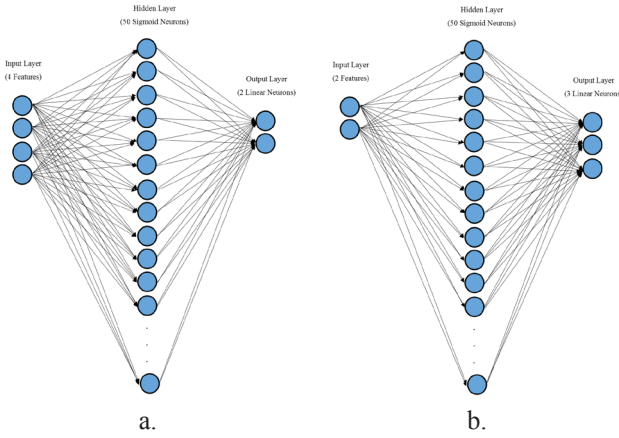 Hidden Layer
(50 Sigmoid Neurons)
Input Layer
(4 Features)
Output Layer
(2 Linear Neurons)
a.
Hidden Layer
(50 Sigmoid Neurons)
Input Layer
(2 Features)
Output Layer
(3 Linear Neurons)
b.